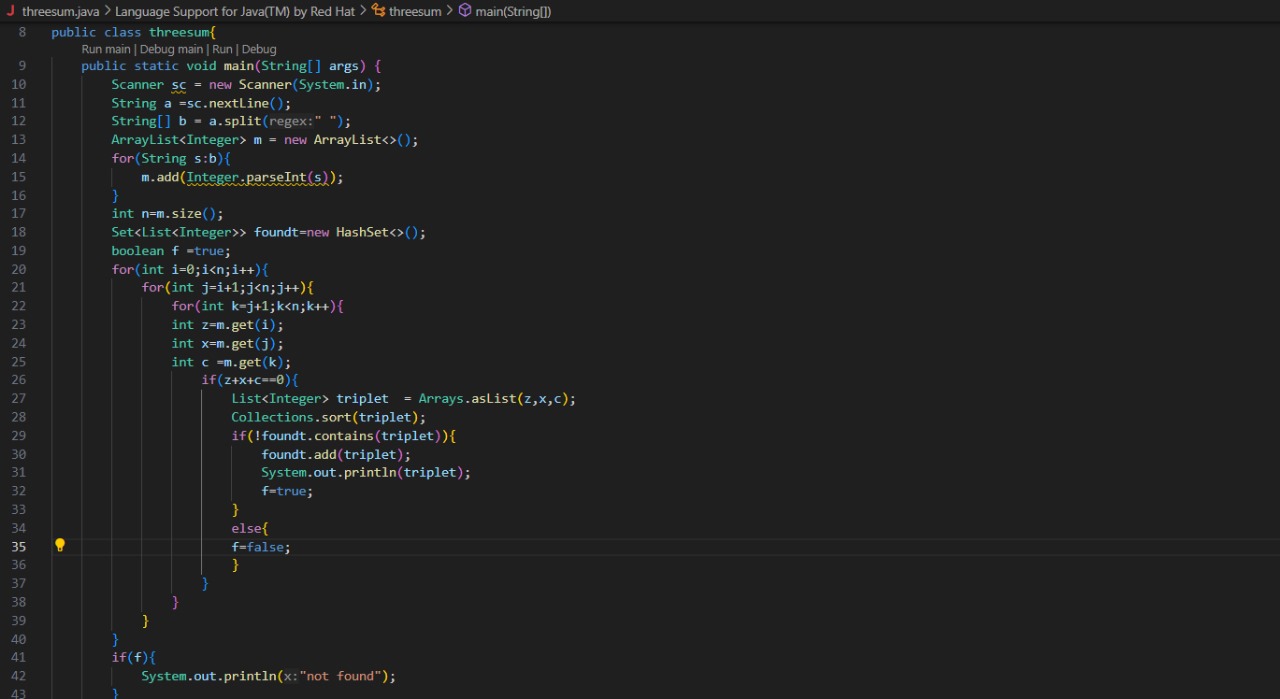 threesum.java > Language Support for Java(TM) by Red Hat > threesum > main(String[])
8 public class threesum{
Run main | Debug main | Run | Debug
9 public static void main(String[] args) {
10 Scanner sc = new Scanner(System.in);
11 String a =sc.nextLine();
12 String[] b = a.split(regex:" ");
13 ArrayList<Integer> m = new ArrayList<>();
14 for(String s:b){
15 m.add(Integer.parseInt(s));
16 }
17 int n=m.size();
18 Set<List<Integer>> foundt=new HashSet<>();
19 boolean f =true;
20 for(int i=0;i<n;i++){
21 for(int j=i+1;j<n;j++){
22 for(int k=j+1;k<n;k++){
23 int z=m.get(i);
24 int x=m.get(j);
25 int c =m.get(k);
26 if(z+x+c==0){
27 List<Integer> triplet  = Arrays.asList(z,x,c);
28 Collections.sort(triplet);
29 if(!foundt.contains(triplet)){
30 foundt.add(triplet);
31 System.out.println(triplet);
32 f=true;
33 }
34 else{
35 f=false;
36 }
37 }
38 }
39 }
40 }
41 if(f){
42 System.out.println(x:"not found");
43 }